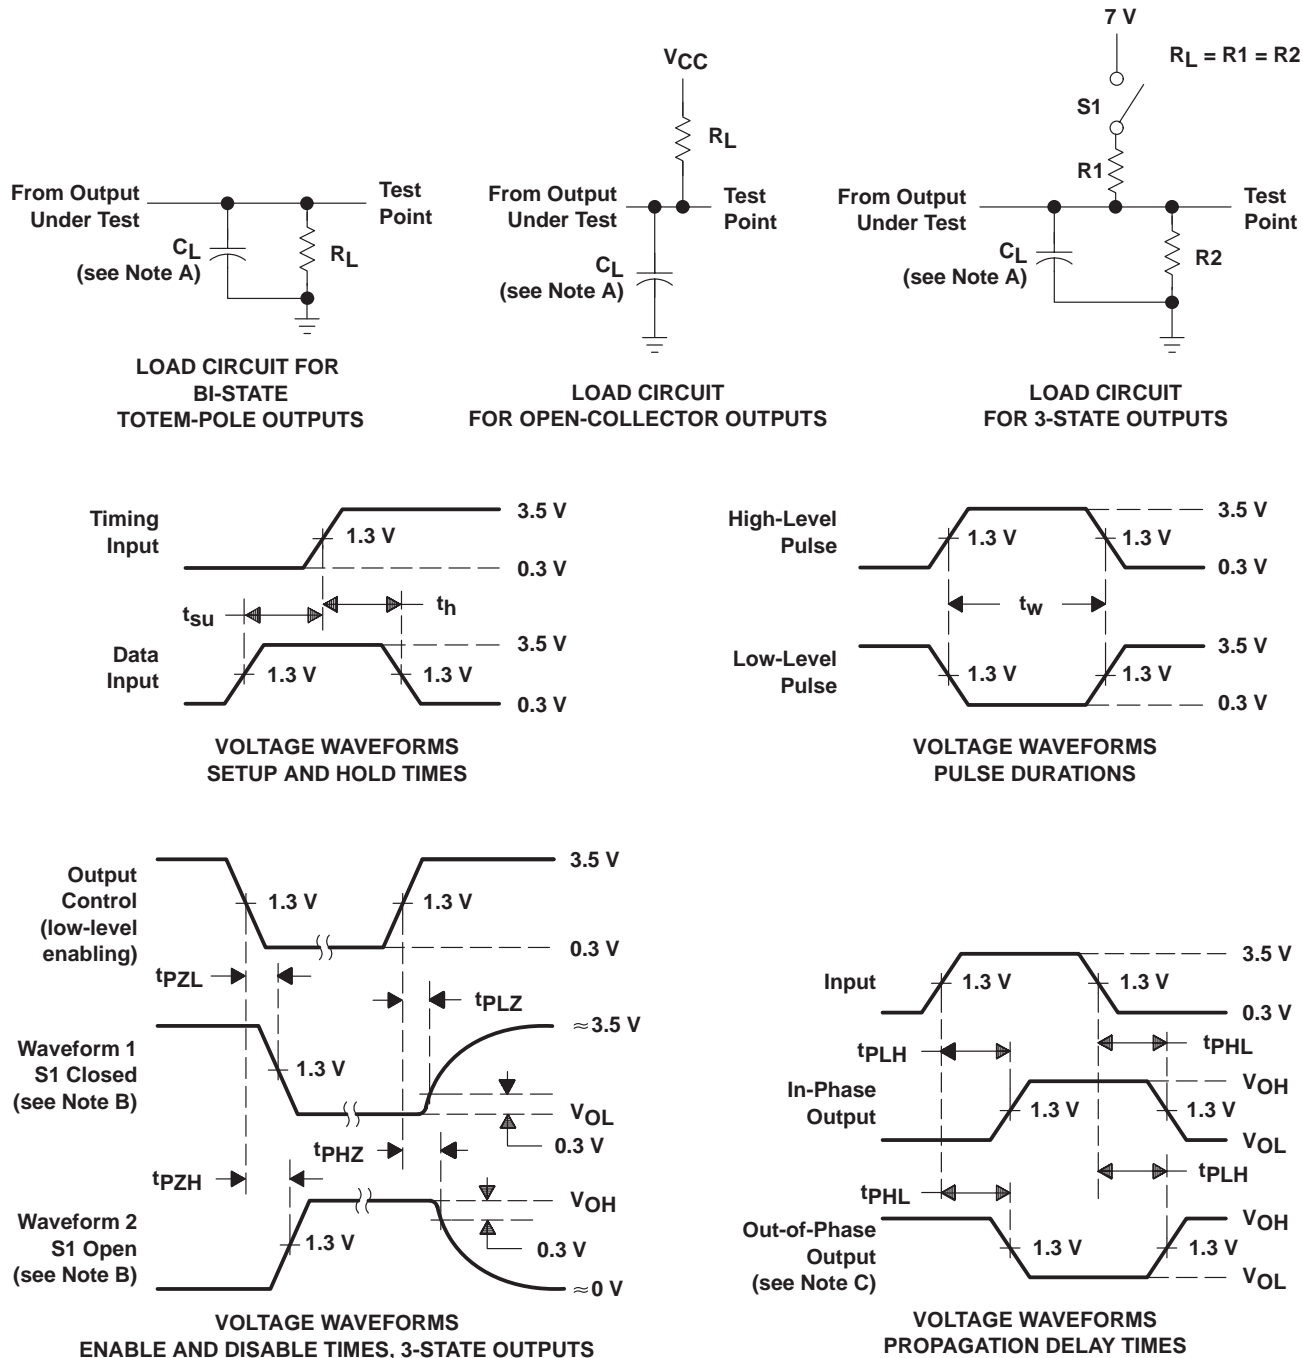 From Output
Under Test
Test
Point
CL
(see Note A)
RL
LOAD CIRCUIT FOR
BI-STATE
TOTEM-POLE OUTPUTS
VCC
RL
From Output
Under Test
Test
Point
CL
(see Note A)
LOAD CIRCUIT
FOR OPEN-COLLECTOR OUTPUTS
7 V
RL = R1 = R2
S1
R1
From Output
Under Test
Test
Point
CL
(see Note A)
R2
LOAD CIRCUIT
FOR 3-STATE OUTPUTS
Timing
Input
1.3 V
3.5 V
0.3 V
tsu
th
Data
Input
1.3 V
1.3 V
3.5 V
0.3 V
VOLTAGE WAVEFORMS
SETUP AND HOLD TIMES
High-Level
Pulse
1.3 V
1.3 V
3.5 V
0.3 V
tw
Low-Level
Pulse
1.3 V
1.3 V
3.5 V
0.3 V
VOLTAGE WAVEFORMS
PULSE DURATIONS
Output
Control
(low-level
enabling)
1.3 V
1.3 V
3.5 V
0.3 V
tPZL
tPLZ
Waveform 1
S1 Closed
(see Note B)
1.3 V
≈3.5 V
VOL
0.3 V
tPHZ
tPZH
Waveform 2
S1 Open
(see Note B)
1.3 V
VOH
0.3 V
≈0 V
VOLTAGE WAVEFORMS
ENABLE AND DISABLE TIMES, 3-STATE OUTPUTS
Input
1.3 V
1.3 V
3.5 V
0.3 V
tPLH
tPHL
In-Phase
Output
1.3 V
1.3 V
VOH
VOL
tPHL
tPLH
Out-of-Phase
Output
(see Note C)
1.3 V
1.3 V
VOH
VOL
VOLTAGE WAVEFORMS
PROPAGATION DELAY TIMES